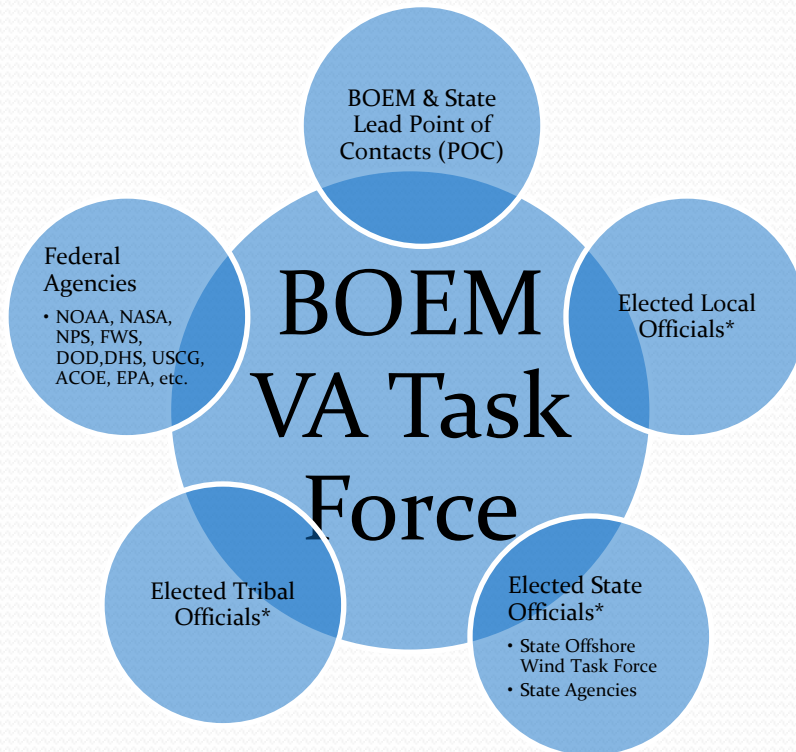 BOEM & State
Lead Point of
Contacts (POC)
Federal
Agencies
• NOAA, NASA,
NPS, FWS,
DOD,DHS, USCG,
ACOE, EPA, etc.
BOEM
VA Task
Force
Elected Local
Officials*
Elected Tribal
Officials*
Elected State
Officials*
• State Offshore
Wind Task Force
• State Agencies